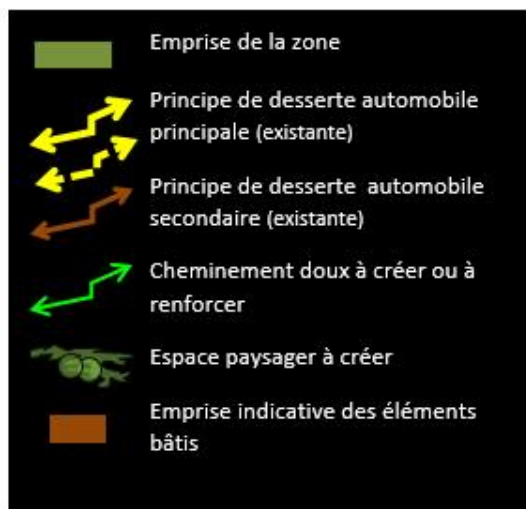 Emprise de la zone
Principe de desserte automobile
principale (existante)
Principe de desserte automobile
secondaire (existante)
Cheminement doux à créer ou à
renforcer
Espace paysager à créer
Emprise indicative des éléments
bâtis